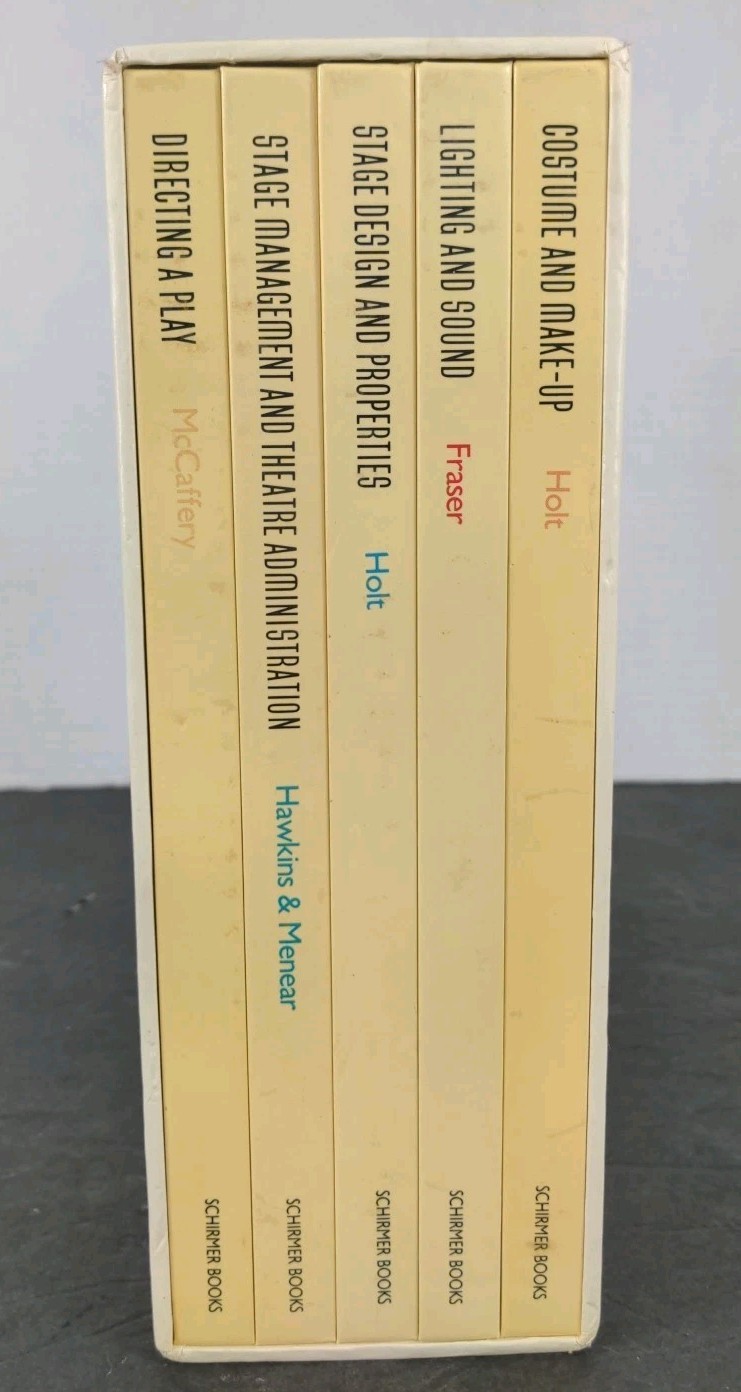 DIRECTING A PLAY McCaffery SCHIRMER BOOKS
STAGE MANAGEMENT AND THEATRE ADMINISTRATION Hawkins & Menear SCHIRMER BOOKS
STAGE DESIGN AND PROPERTIES Holt SCHIRMER BOOKS
LIGHTING AND SOUND Fraser SCHIRMER BOOKS
COSTUME AND MAKE-UP Holt SCHIRMER BOOKS